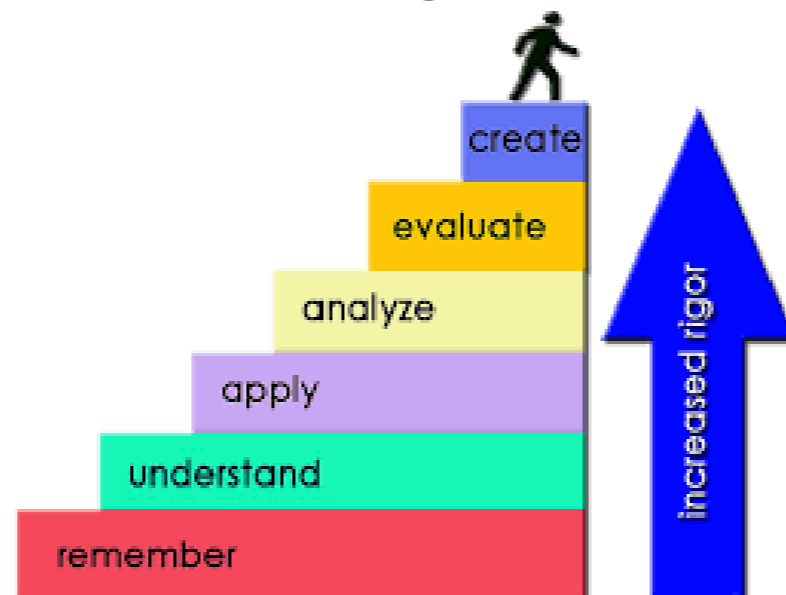 create
evaluate
analyze
apply
understand
remember
increased rigor